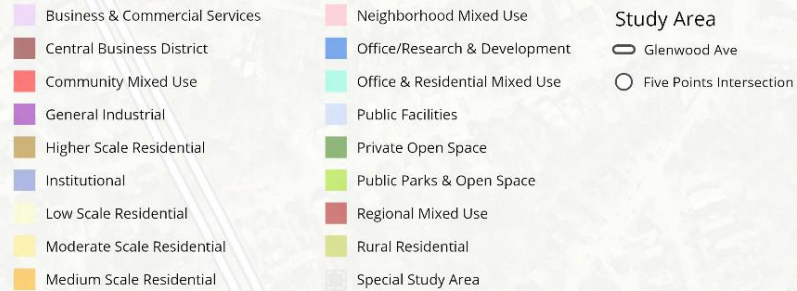 Business & Commercial Services
Central Business District
Community Mixed Use
General Industrial
Higher Scale Residential
Institutional
Low Scale Residential
Moderate Scale Residential
Medium Scale Residential
Neighborhood Mixed Use
Office/Research & Development
Office & Residential Mixed Use
Public Facilities
Private Open Space
Public Parks & Open Space
Regional Mixed Use
Rural Residential
Special Study Area
Study Area
Glenwood Ave
Five Points Intersection